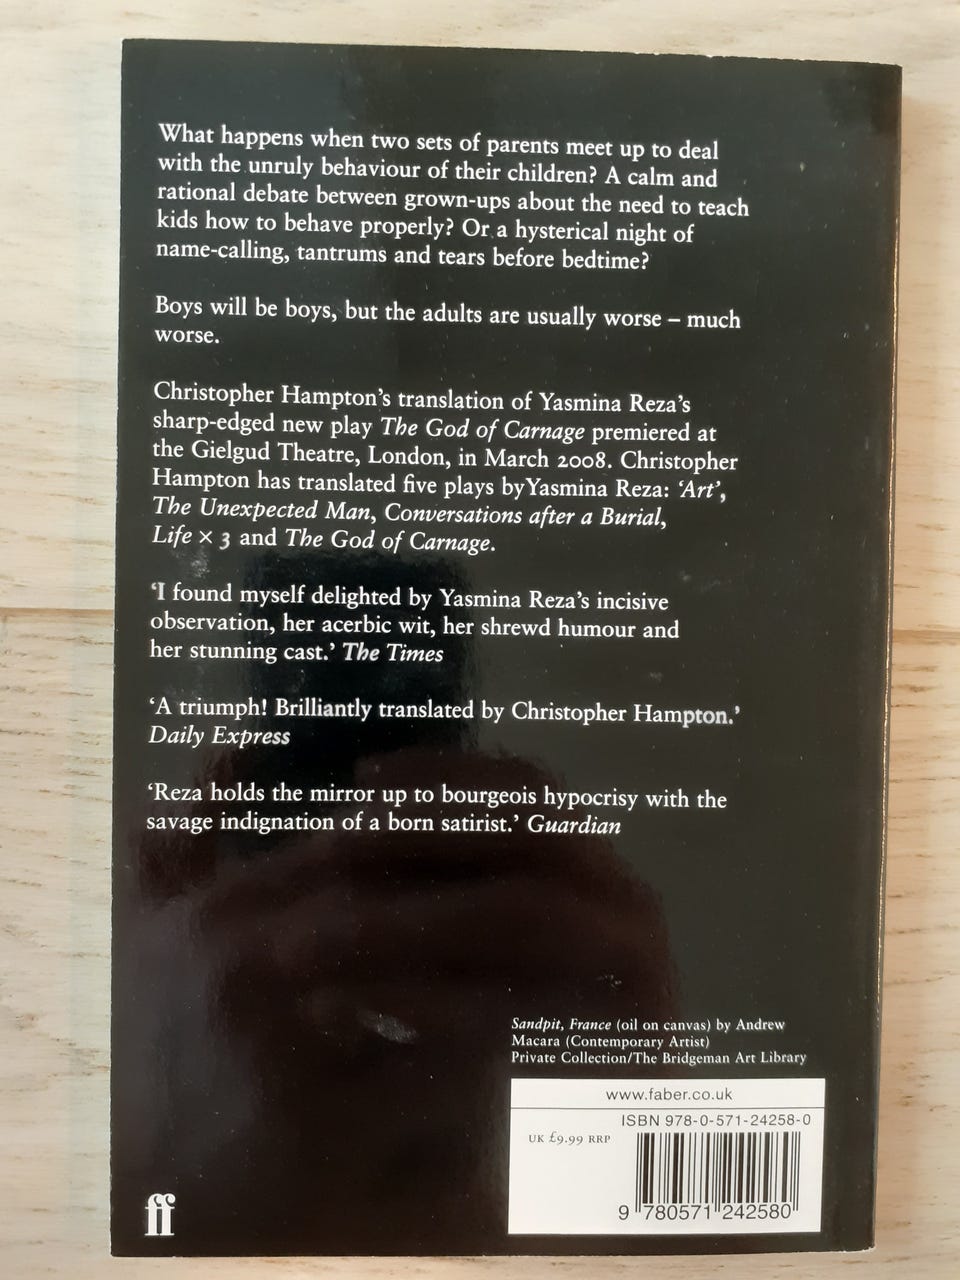 What happens when two sets of parents meet up to deal
with the unruly behaviour of their children? A calm and
rational debate between grown-ups about the need to teach
kids how to behave properly? Or a hysterical night of
name-calling, tantrums and tears before bedtime?
Boys will be boys, but the adults are usually worse – much
worse.
Christopher Hampton’s translation of Yasmina Reza’s
sharp-edged new play The God of Carnage premiered at
the Gielgud Theatre, London, in March 2008. Christopher
Hampton has translated five plays by Yasmina Reza: ‘Art’,
The Unexpected Man, Conversations after a Burial,
Life × 3 and The God of Carnage.
‘I found myself delighted by Yasmina Reza’s incisive
observation, her acerbic wit, her shrewd humour and
her stunning cast.’ The Times
‘A triumph! Brilliantly translated by Christopher Hampton.’
Daily Express
‘Reza holds the mirror up to bourgeois hypocrisy with the
savage indignation of a born satirist.’ Guardian
Sandpit, France (oil on canvas) by Andrew
Macara (Contemporary Artist)
Private Collection/The Bridgeman Art Library
www.faber.co.uk
ISBN 978-0-571-24258-0
UK £9.99 RRP
9 780571 242580
ff